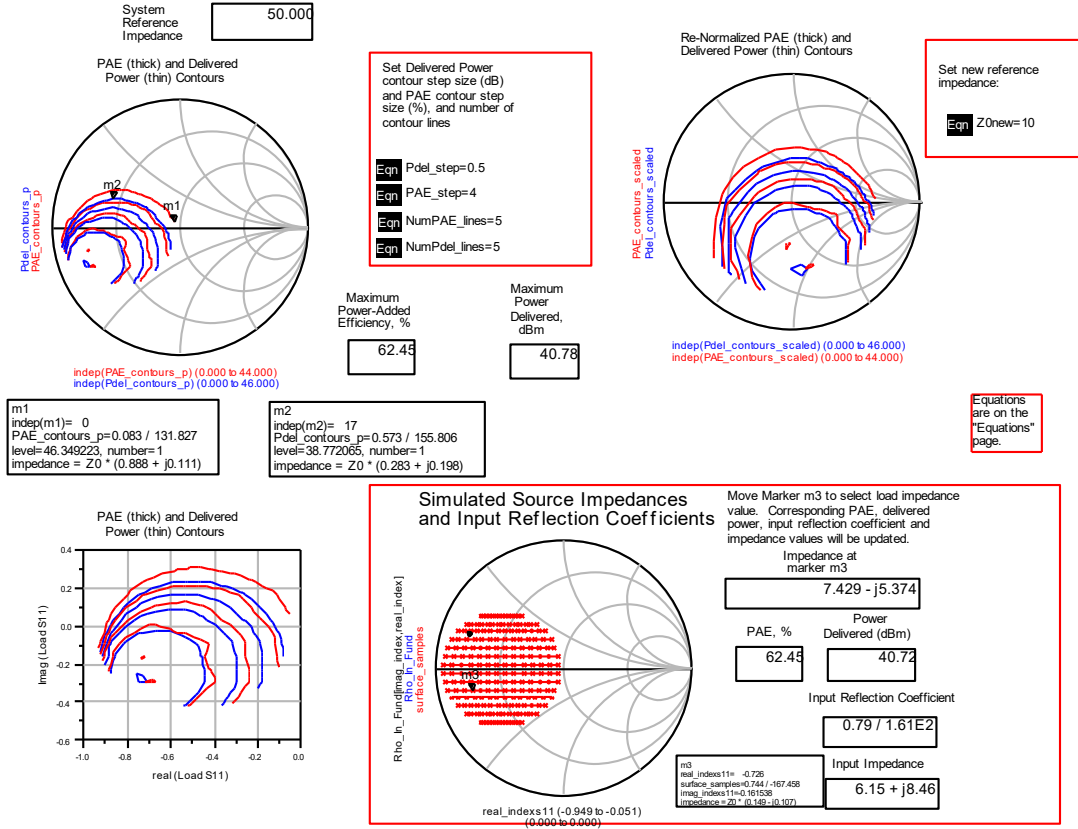 System
Reference
Impedance
50.000
PAE (thick) and Delivered
Power (thin) Contours
m2
m1
Pdel_contours_p
PAE_contours_p
indep(PAE_contours_p) (0.000 to 44.000)
indep(Pdel_contours_p) (0.000 to 46.000)
Set Delivered Power
contour step size (dB)
and PAE contour step
size (%), and number of
contour lines
Eqn Pdel_step=0.5
Eqn PAE_step=4
Eqn NumPAE_lines=5
Eqn NumPdel_lines=5
Maximum
Power-Added
Efficiency, %
62.45
Maximum
Power
Delivered,
dBm
40.78
Re-Normalized PAE (thick) and
Delivered Power (thin) Contours
PAE_contours_scaled
Pdel_contours_scaled
indep(Pdel_contours_scaled) (0.000 to 46.000)
indep(PAE_contours_scaled) (0.000 to 44.000)
Set new reference
impedance:
Eqn Z0new=10
Equations
are on the
"Equations"
page.
m1
indep(m1)= 0
PAE_contours_p=0.083 / 131.827
level=46.349223, number=1
impedance = Z0 * (0.888 + j0.111)
m2
indep(m2)= 17
Pdel_contours_p=0.573 / 155.806
level=38.772065, number=1
impedance = Z0 * (0.283 + j0.198)
PAE (thick) and Delivered
Power (thin) Contours
imag (Load S11)
0.4
0.2
0.0
-0.2
-0.4
-0.6
-1.0 -0.8 -0.6 -0.4 -0.2 0.0
real (Load S11)
Simulated Source Impedances
and Input Reflection Coefficients
Rho_In_Fund[imag_index,real_index]
Rho_In_Fund
surface_samples
m3
real_indexs11 (-0.949 to -0.051)
(0.000 to 0.000)
Move Marker m3 to select load impedance
value. Corresponding PAE, delivered
power, input reflection coefficient and
impedance values will be updated.
Impedance at
marker m3
7.429 - j5.374
PAE, %
62.45
Power
Delivered (dBm)
40.72
Input Reflection Coefficient
0.79 / 1.61E2
Input Impedance
6.15 + j8.46
m3
real_indexs11= -0.726
surface_samples=0.744 / -167.458
imag_indexs11=-0.161538
impedance = Z0 * (0.149 - j0.107)